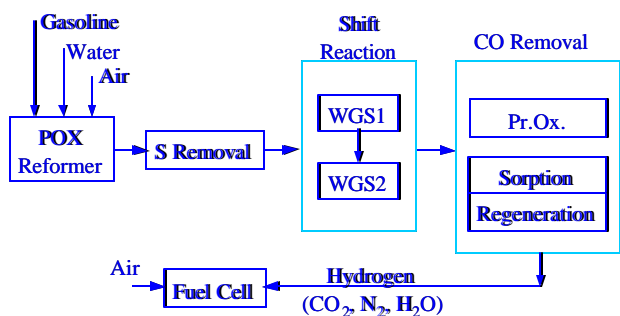 Gasoline
Water
Air
POX
Reformer
S Removal
Shift
Reaction
WGS1
WGS2
CO Removal
Pr.Ox.
Sorption
Regeneration
Air
Fuel Cell
Hydrogen
(CO₂, N₂, H₂O)